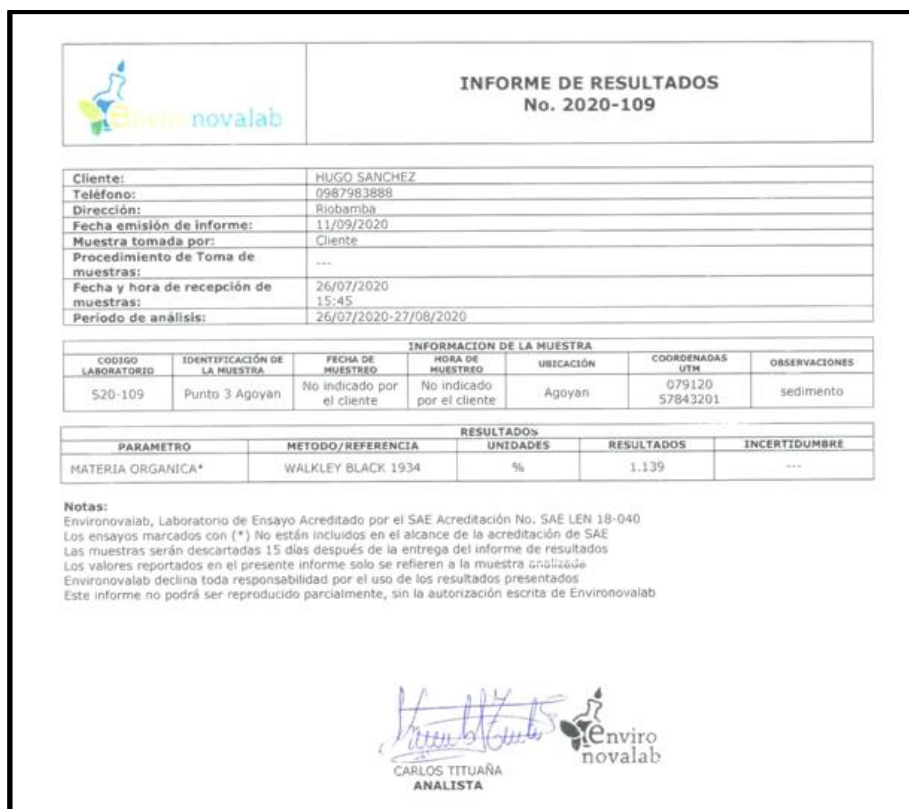 Environovalab
INFORME DE RESULTADOS
No. 2020-109
Cliente: HUGO SANCHEZ
Teléfono: 0987983888
Dirección: Riobamba
Fecha emisión de informe: 11/09/2020
Muestra tomada por: Cliente
Procedimiento de Toma de muestras: ---
Fecha y hora de recepción de muestras: 26/07/2020 15:45
Período de análisis: 26/07/2020-27/08/2020
INFORMACION DE LA MUESTRA
CODIGO LABORATORIO IDENTIFICACIÓN DE LA MUESTRA FECHA DE MUESTREO HORA DE MUESTREO UBICACIÓN COORDENADAS UTM OBSERVACIONES
S20-109 Punto 3 Agoyan No indicado por el cliente No indicado por el cliente Agoyan 079120 57843201 sedimento
RESULTADOS
PARAMETRO METODO/REFERENCIA UNIDADES RESULTADOS INCERTIDUMBRE
MATERIA ORGANICA* WALKLEY BLACK 1934 % 1.139 ---
Notas:
Environovalab, Laboratorio de Ensayo Acreditado por el SAE Acreditación No. SAE LEN 18-040
Los ensayos marcados con (*) No están incluidos en el alcance de la acreditación de SAE
Las muestras serán descartadas 15 días después de la entrega del informe de resultados
Los valores reportados en el presente informe solo se refieren a la muestra analizada
Environovalab declina toda responsabilidad por el uso de los resultados presentados
Este informe no podrá ser reproducido parcialmente, sin la autorización escrita de Environovalab
enviro
novalab
CARLOS TITUAÑA
ANALISTA